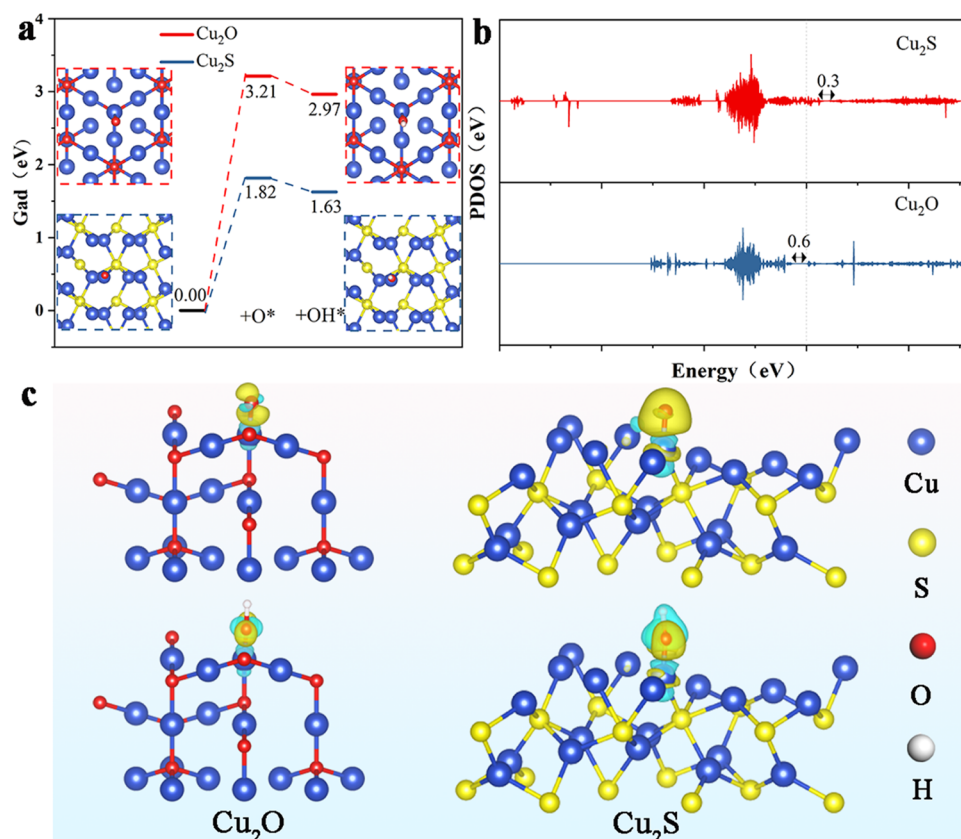 a
Cu₂O
Cu₂S
4
3
2
1
0
Gad (eV)
3.21
2.97
1.82
1.63
0.00
+O*
+OH*
b
Cu₂S
0.3
Cu₂O
0.6
PDOS (eV)
Energy (eV)
c
Cu
S
O
H
Cu₂O
Cu₂S